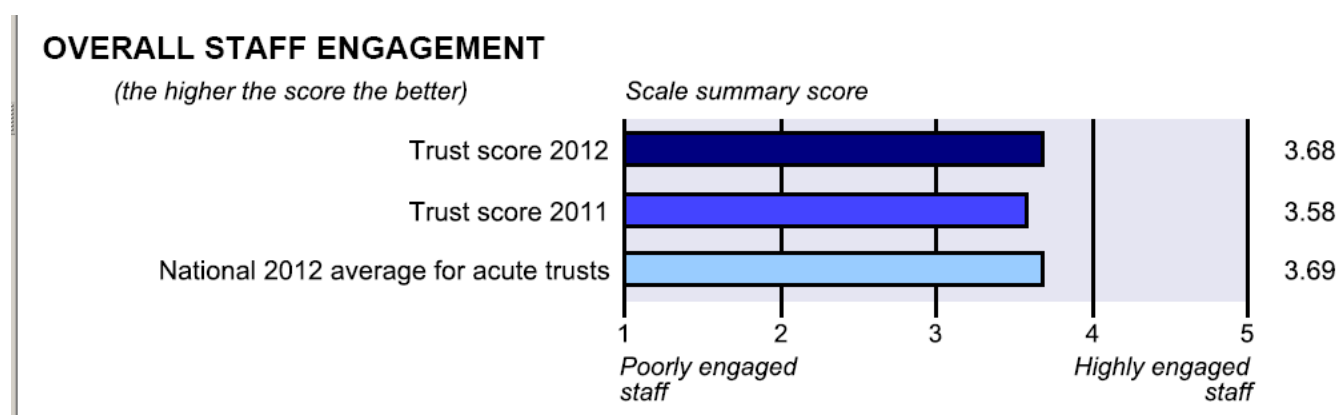 OVERALL STAFF ENGAGEMENT
(the higher the score the better) Scale summary score
Trust score 2012 3.68
Trust score 2011 3.58
National 2012 average for acute trusts 3.69
1 2 3 4 5
Poorly engaged Highly engaged
staff staff